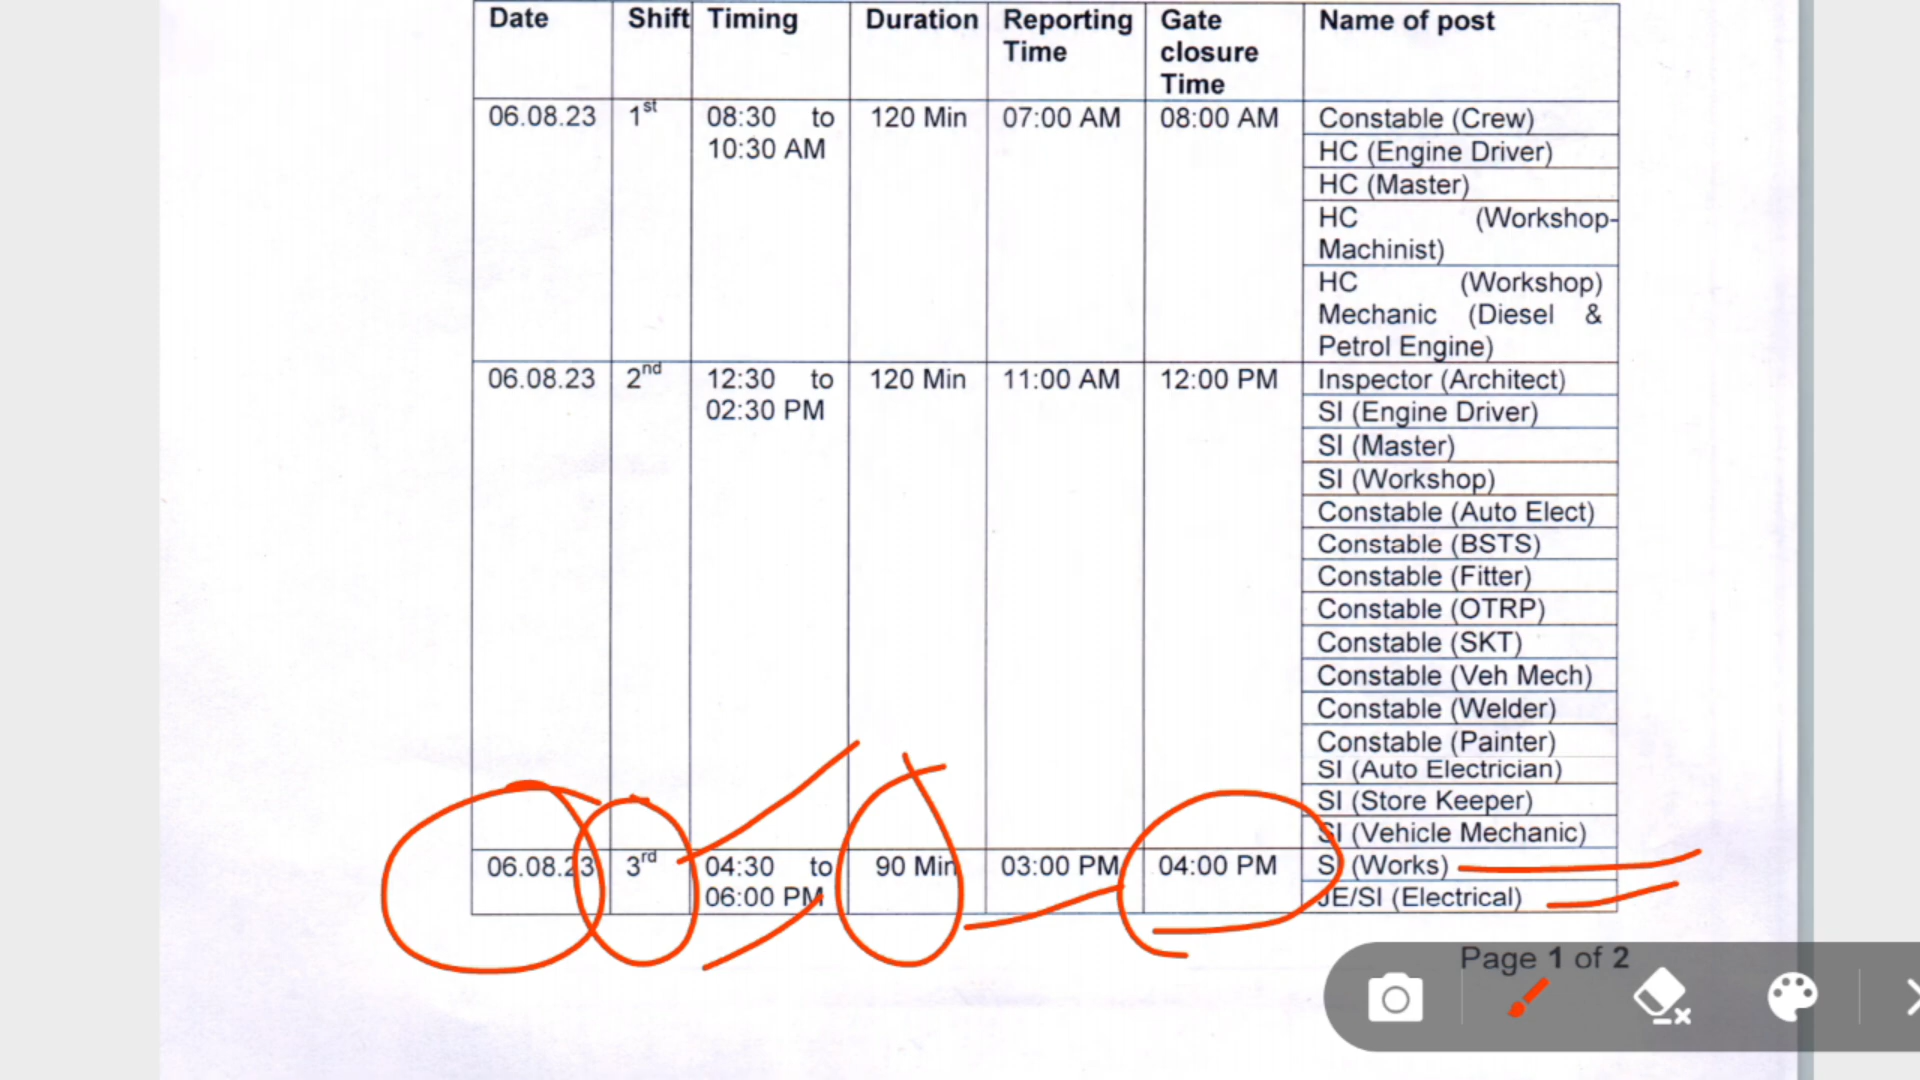 Date Shift Timing Duration Reporting Time Gate closure Time Name of post
06.08.23 1st 08:30 to 10:30 AM 120 Min 07:00 AM 08:00 AM Constable (Crew)
HC (Engine Driver)
HC (Master)
HC (Workshop-
Machinist)
HC (Workshop)
Mechanic (Diesel &
Petrol Engine)
06.08.23 2nd 12:30 to 02:30 PM 120 Min 11:00 AM 12:00 PM Inspector (Architect)
SI (Engine Driver)
SI (Master)
SI (Workshop)
Constable (Auto Elect)
Constable (BSTS)
Constable (Fitter)
Constable (OTRP)
Constable (SKT)
Constable (Veh Mech)
Constable (Welder)
Constable (Painter)
SI (Auto Electrician)
SI (Store Keeper)
SI (Vehicle Mechanic)
06.08.23 3rd 04:30 to 06:00 PM 90 Min 03:00 PM 04:00 PM SI (Works)
JE/SI (Electrical)
Page 1 of 2